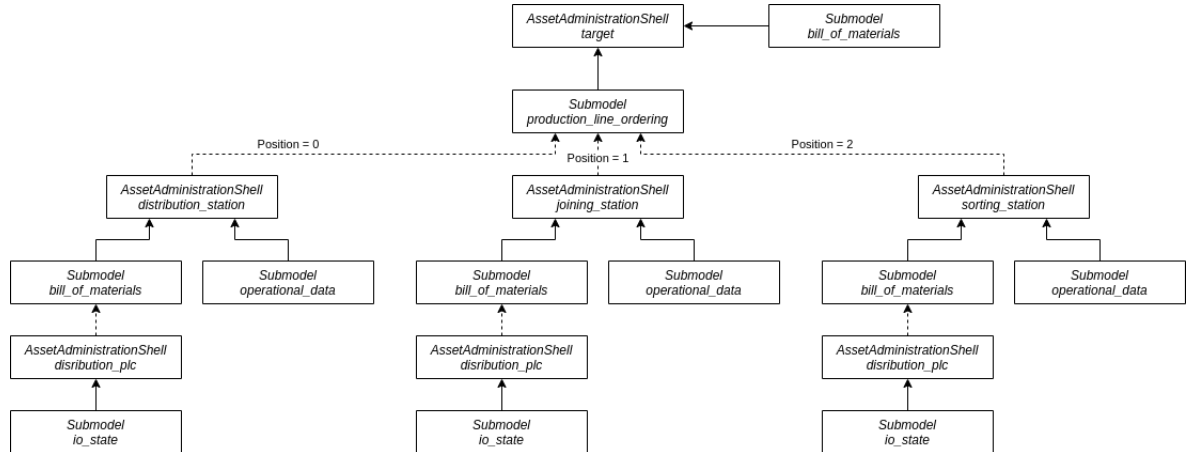 AssetAdministrationShell
target
Submodel
bill_of_materials
Submodel
production_line_ordering
Position = 0
Position = 1
Position = 2
AssetAdministrationShell
distribution_station
AssetAdministrationShell
joining_station
AssetAdministrationShell
sorting_station
Submodel
bill_of_materials
Submodel
operational_data
Submodel
bill_of_materials
Submodel
operational_data
Submodel
bill_of_materials
Submodel
operational_data
AssetAdministrationShell
disribution_plc
AssetAdministrationShell
disribution_plc
AssetAdministrationShell
disribution_plc
Submodel
io_state
Submodel
io_state
Submodel
io_state